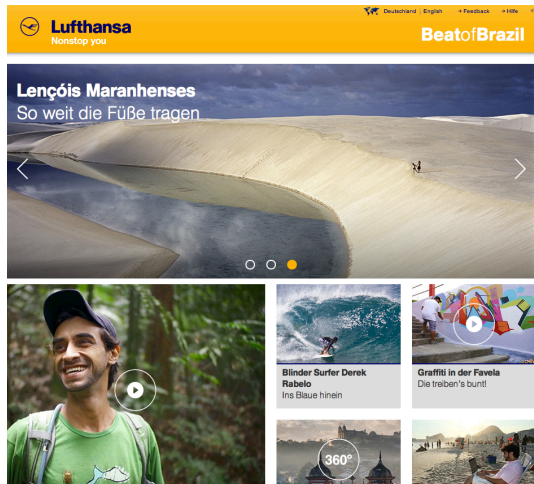 Deutschland | English → Feedback → Hilfe
Lufthansa
Nonstop you
BeatofBrazil
Lençóis Maranhenses
So weit die Füße tragen
Blinder Surfer Derek
Rabelo
Ins Blaue hinein
Graffiti in der Favela
Die treiben's bunt!
360°